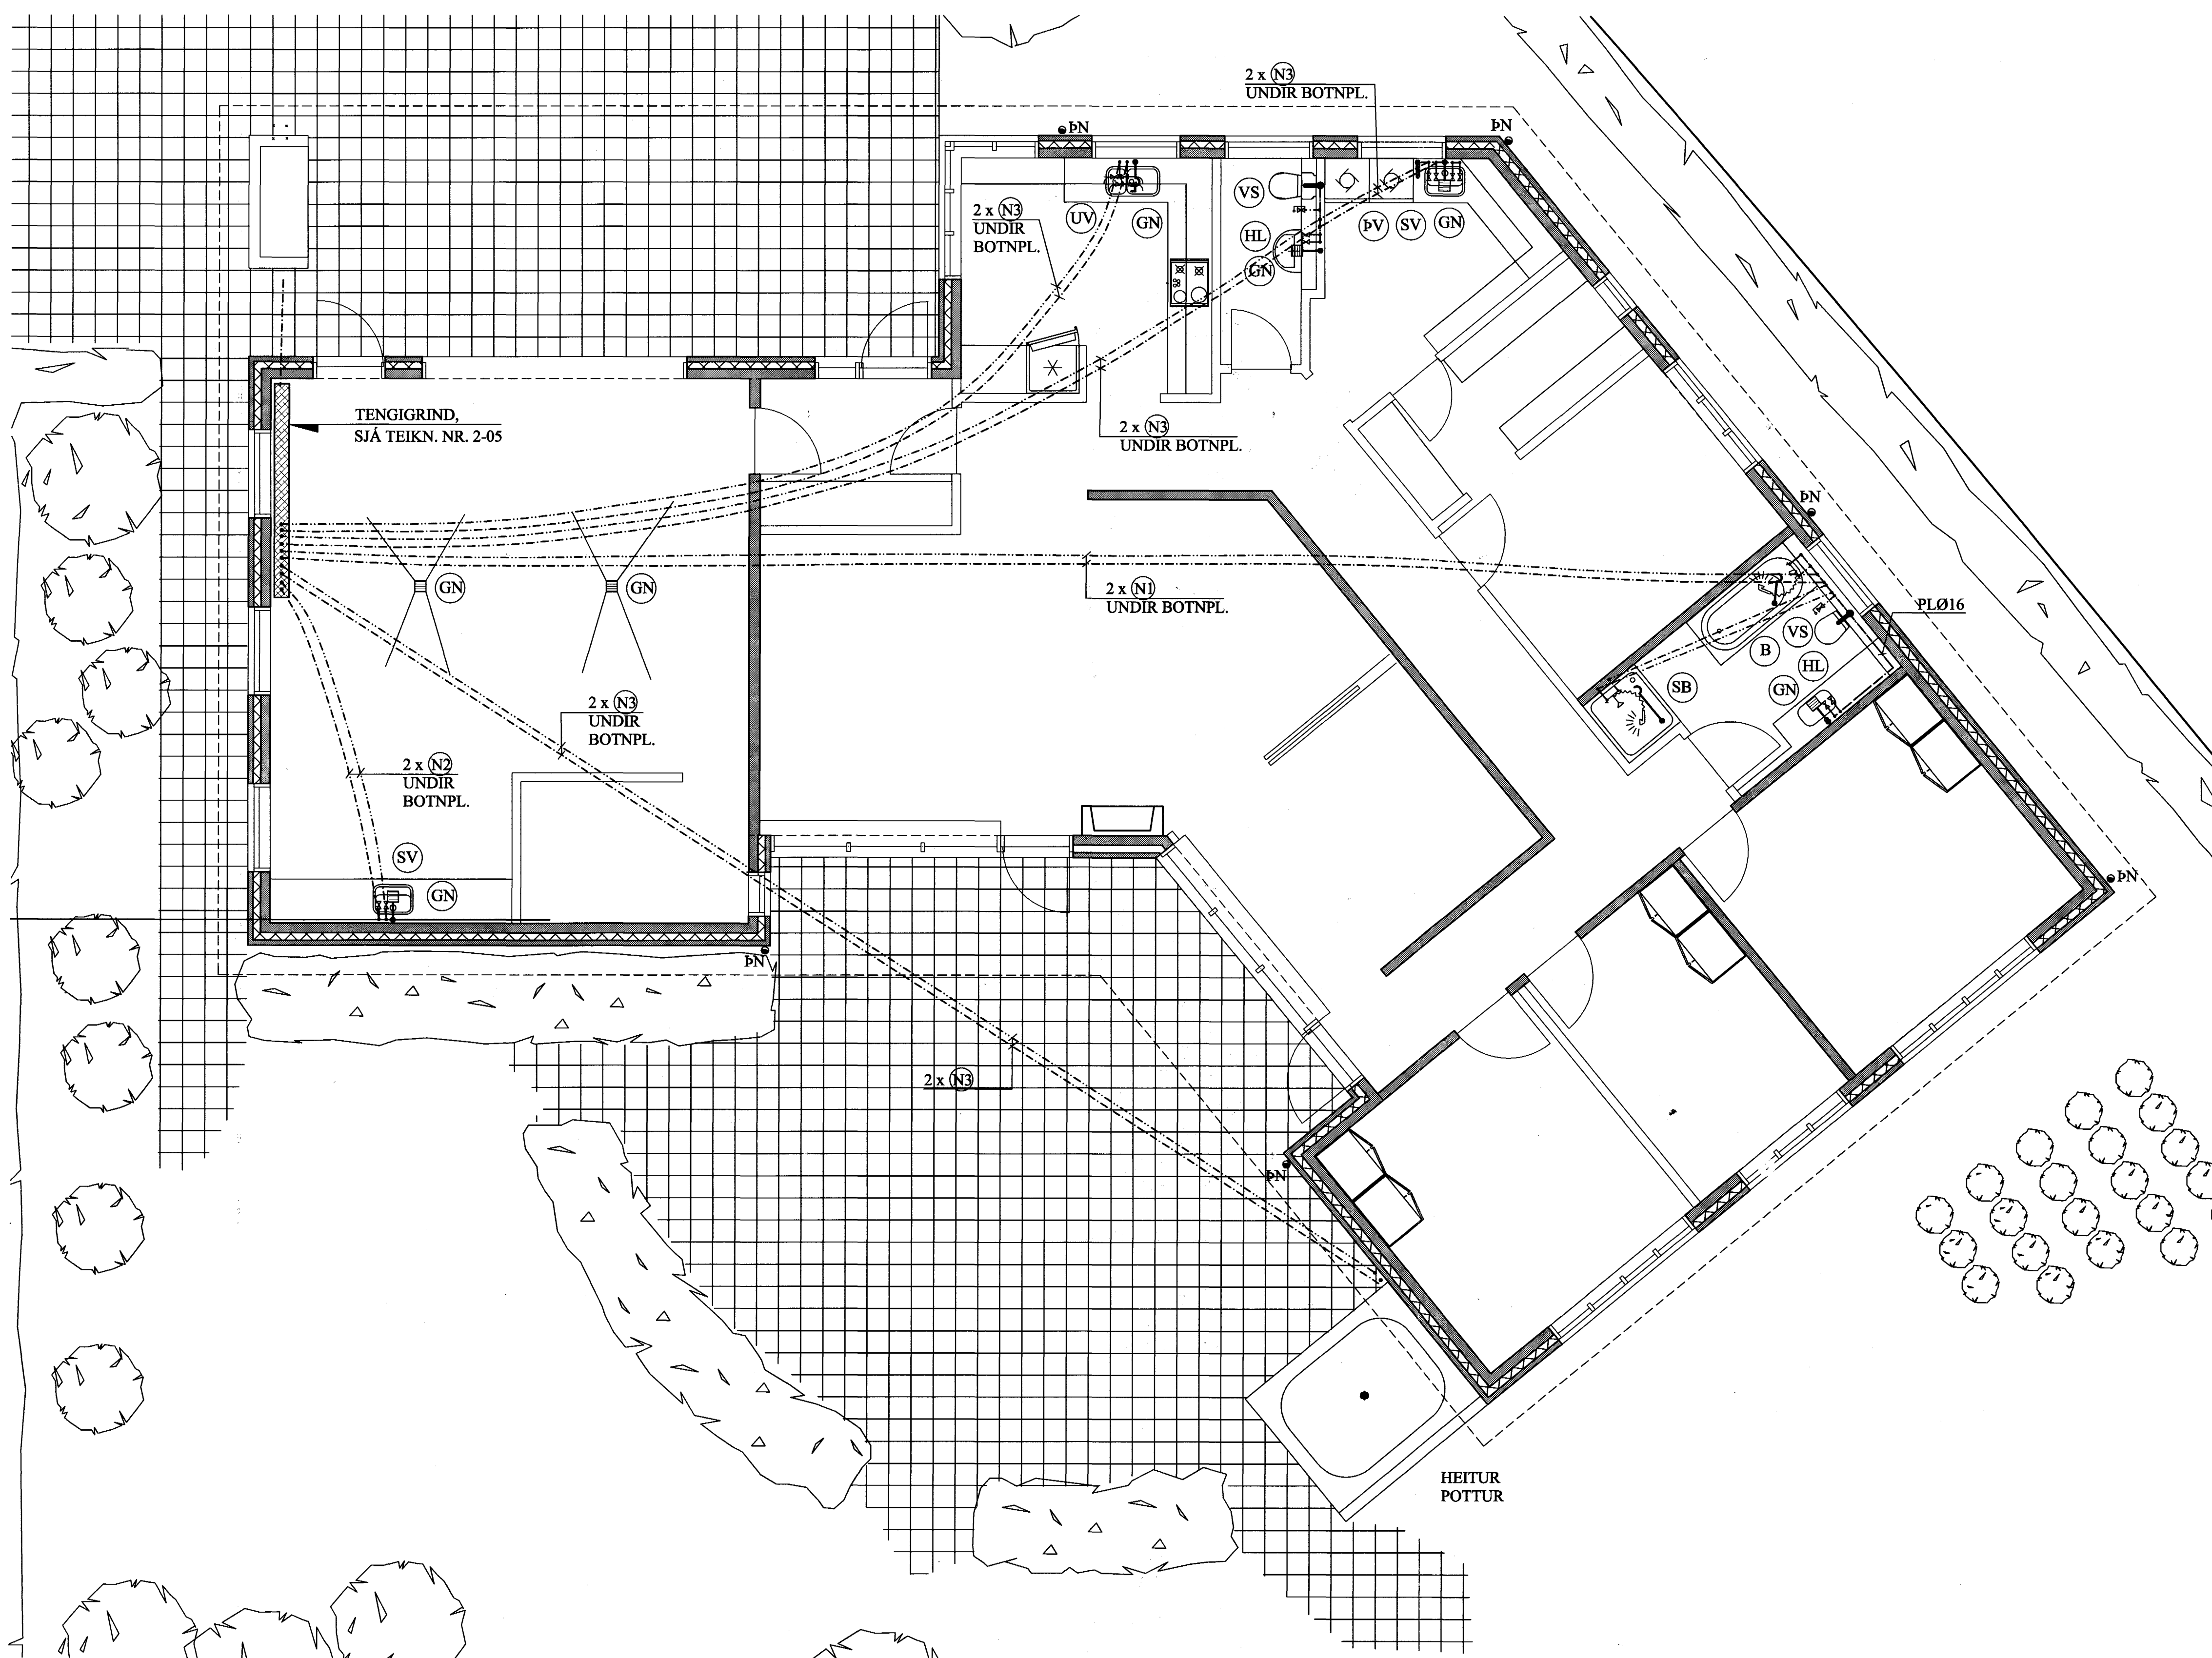 2 x N3
UNDIR BOTNPL.
ÞN
ÞN
2 x N3
UNDIR
BOTNPL.
UV
GN
VS
HL
GN
ÞV
SV
GN
TENGIGRIND,
SJÁ TEIKN. NR. 2-05
2 x N3
UNDIR BOTNPL.
ÞN
GN
GN
2 x N1
UNDIR BOTNPL.
PLØ16
VS
B
HL
GN
SB
2 x N3
UNDIR
BOTNPL.
2 x N2
UNDIR
BOTNPL.
SV
GN
ÞN
ÞN
2 x N3
ÞN
HEITUR
POTTUR